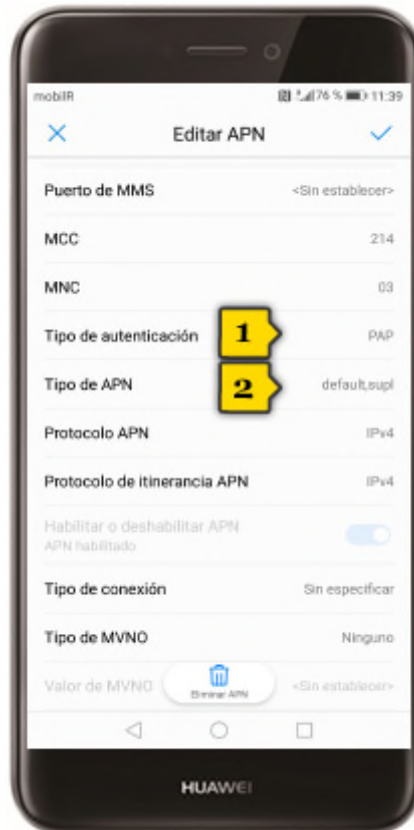 mobilR 76 % 11:39
Editar APN
Puerto de MMS <Sin establecer>
MCC 214
MNC 03
Tipo de autenticación 1 PAP
Tipo de APN 2 default,supl
Protocolo APN IPv4
Protocolo de itinerancia APN IPv4
Habilitar o deshabilitar APN
APN habilitado
Tipo de conexión Sin especificar
Tipo de MVNO Ninguno
Valor de MVNO <Sin establecer>
Eliminar APN
HUAWEI